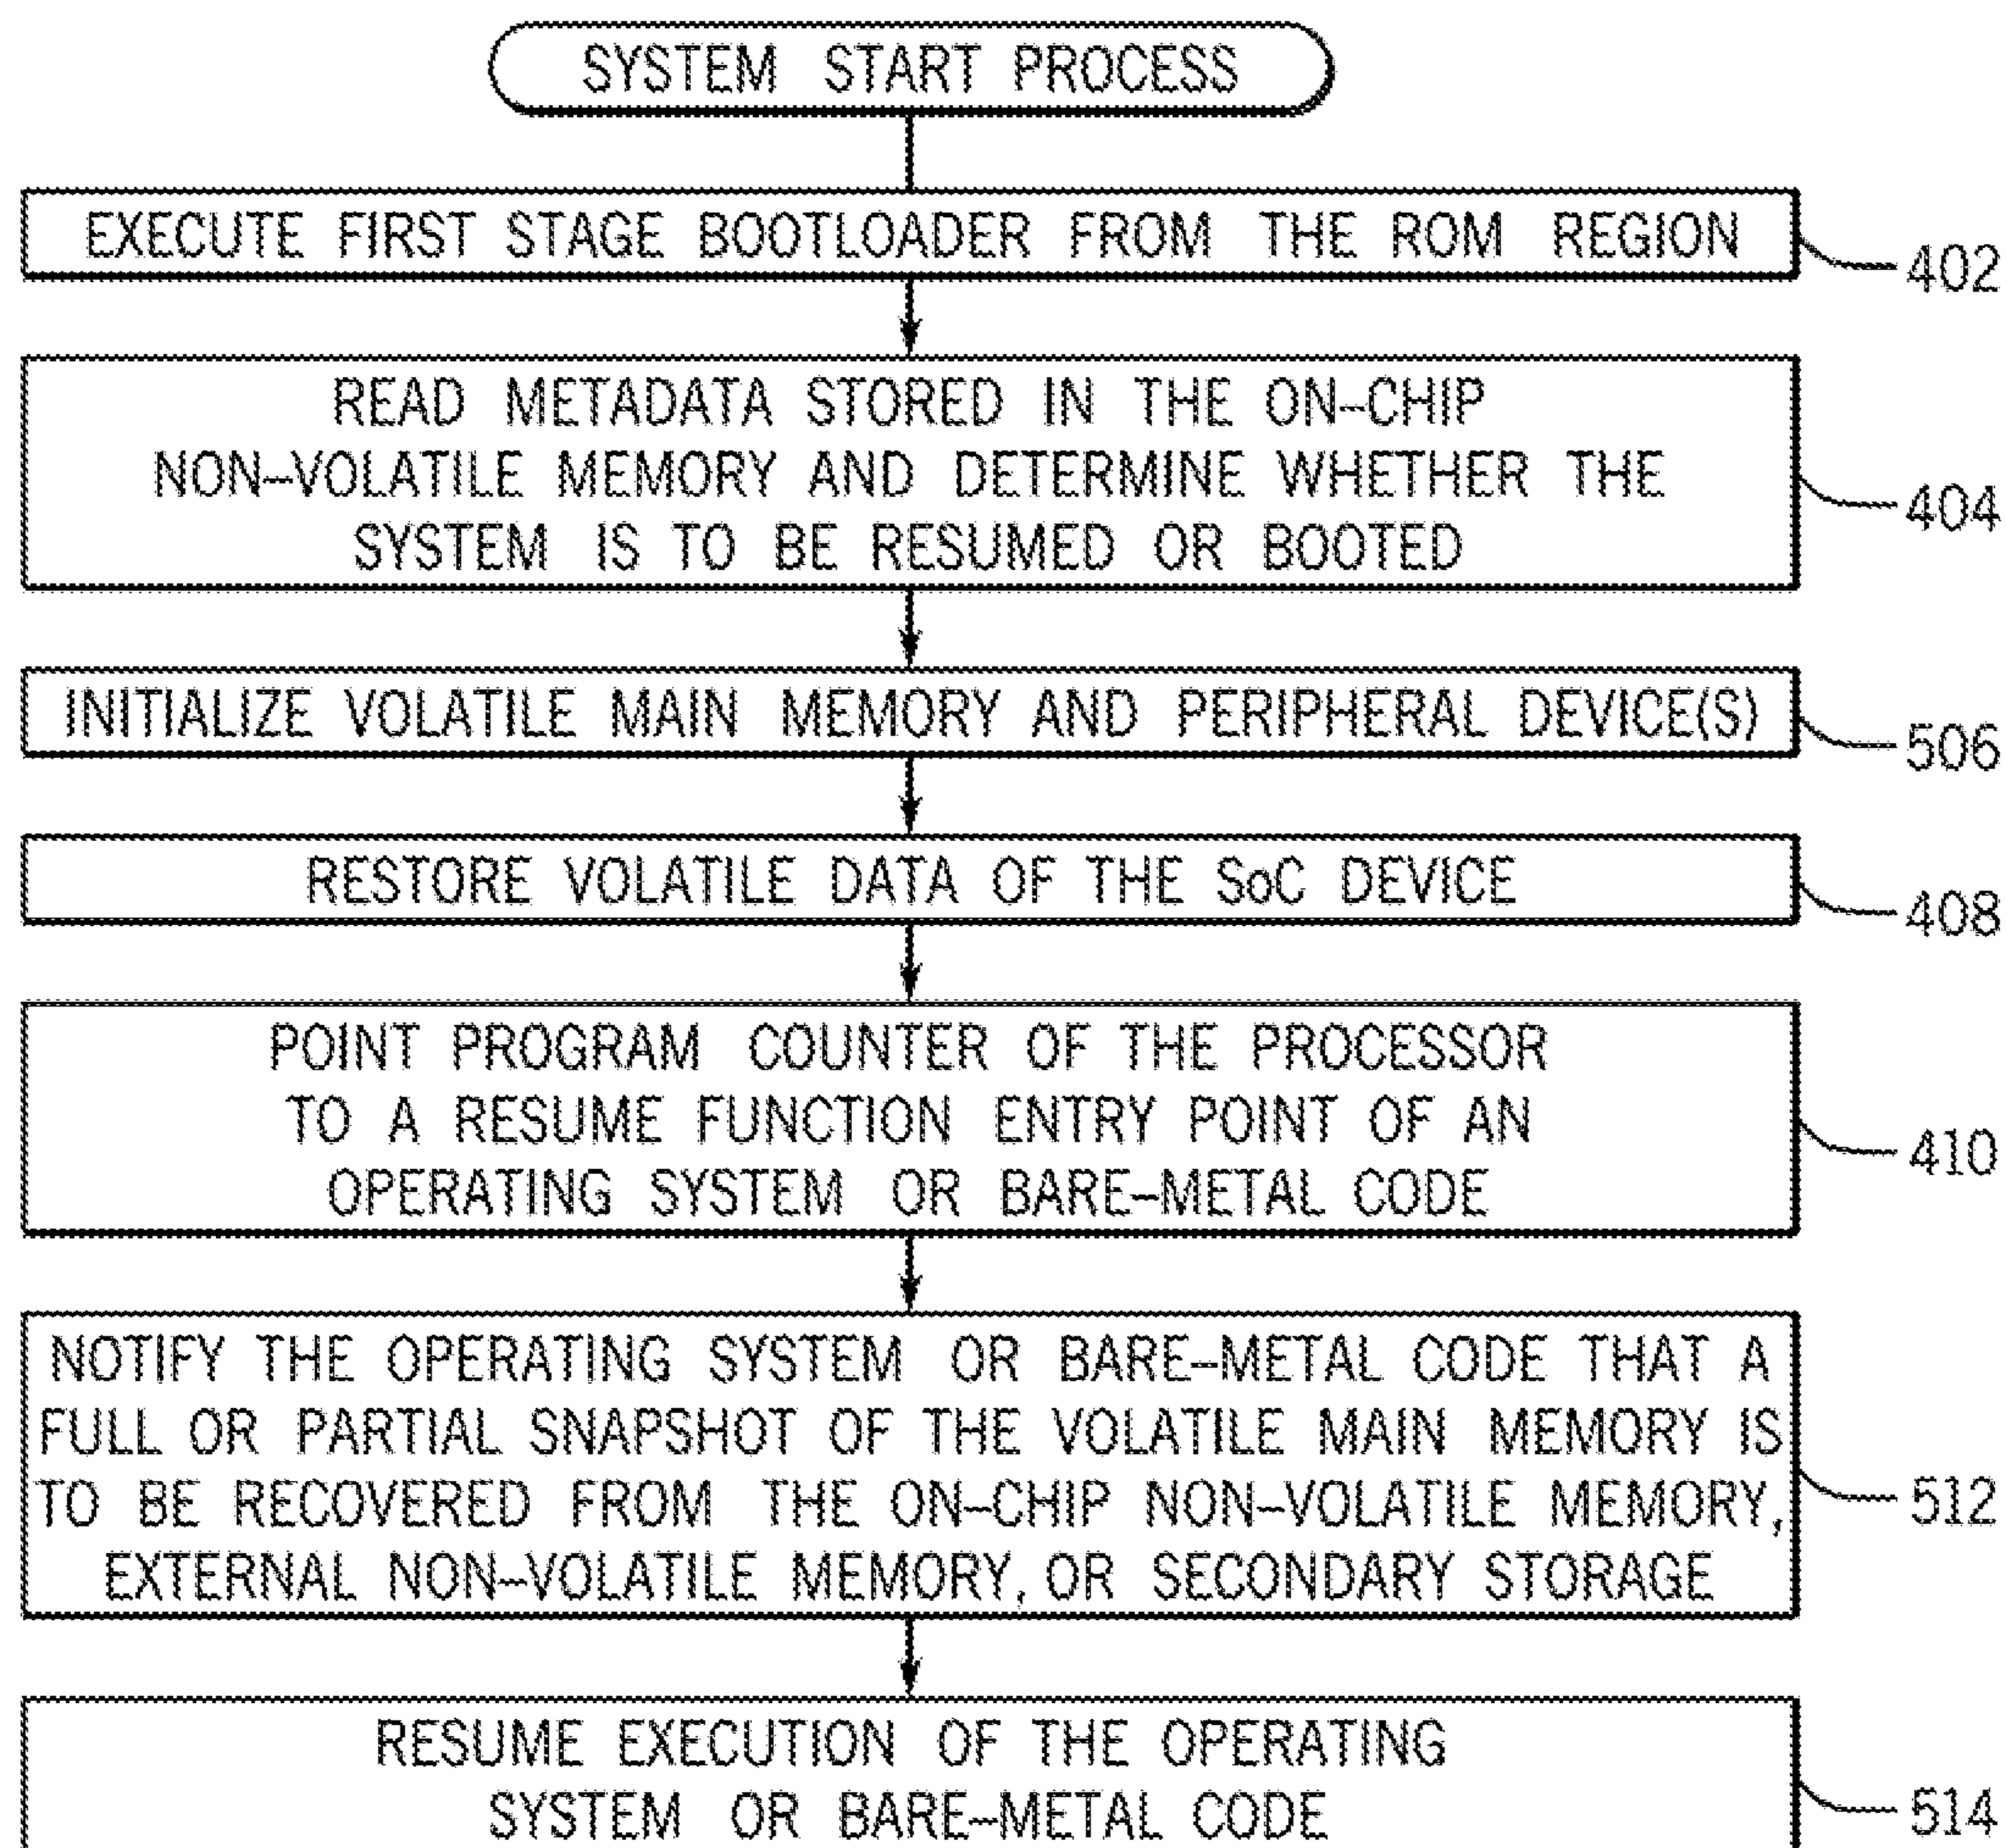 SYSTEM START PROCESS
EXECUTE FIRST STAGE BOOTLOADER FROM THE ROM REGION
402
READ METADATA STORED IN THE ON-CHIP
NON-VOLATILE MEMORY AND DETERMINE WHETHER THE
SYSTEM IS TO BE RESUMED OR BOOTED
404
INITIALIZE VOLATILE MAIN MEMORY AND PERIPHERAL DEVICE(S)
506
RESTORE VOLATILE DATA OF THE SoC DEVICE
408
POINT PROGRAM COUNTER OF THE PROCESSOR
TO A RESUME FUNCTION ENTRY POINT OF AN
OPERATING SYSTEM OR BARE-METAL CODE
410
NOTIFY THE OPERATING SYSTEM OR BARE-METAL CODE THAT A
FULL OR PARTIAL SNAPSHOT OF THE VOLATILE MAIN MEMORY IS
TO BE RECOVERED FROM THE ON-CHIP NON-VOLATILE MEMORY,
EXTERNAL NON-VOLATILE MEMORY, OR SECONDARY STORAGE
512
RESUME EXECUTION OF THE OPERATING
SYSTEM OR BARE-METAL CODE
514